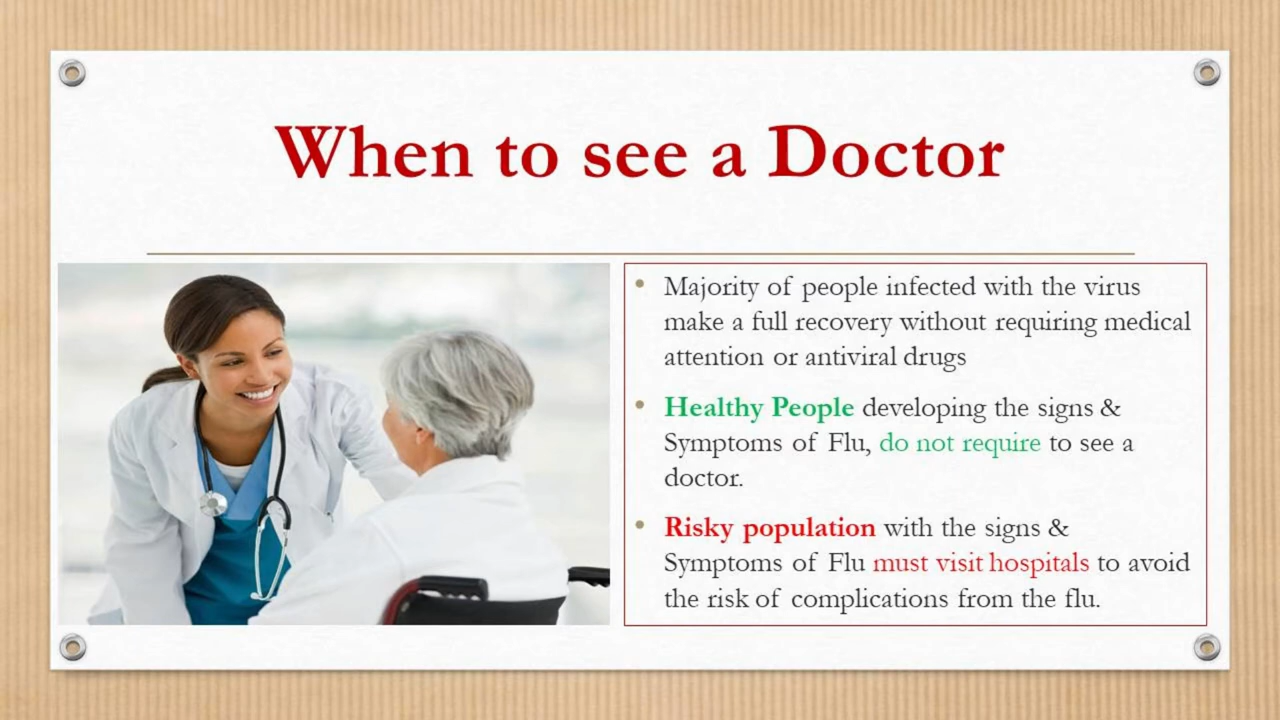 When to see a Doctor
• Majority of people infected with the virus
make a full recovery without requiring medical
attention or antiviral drugs
• Healthy People developing the signs &
Symptoms of Flu, do not require to see a
doctor.
• Risky population with the signs &
Symptoms of Flu must visit hospitals to avoid
the risk of complications from the flu.